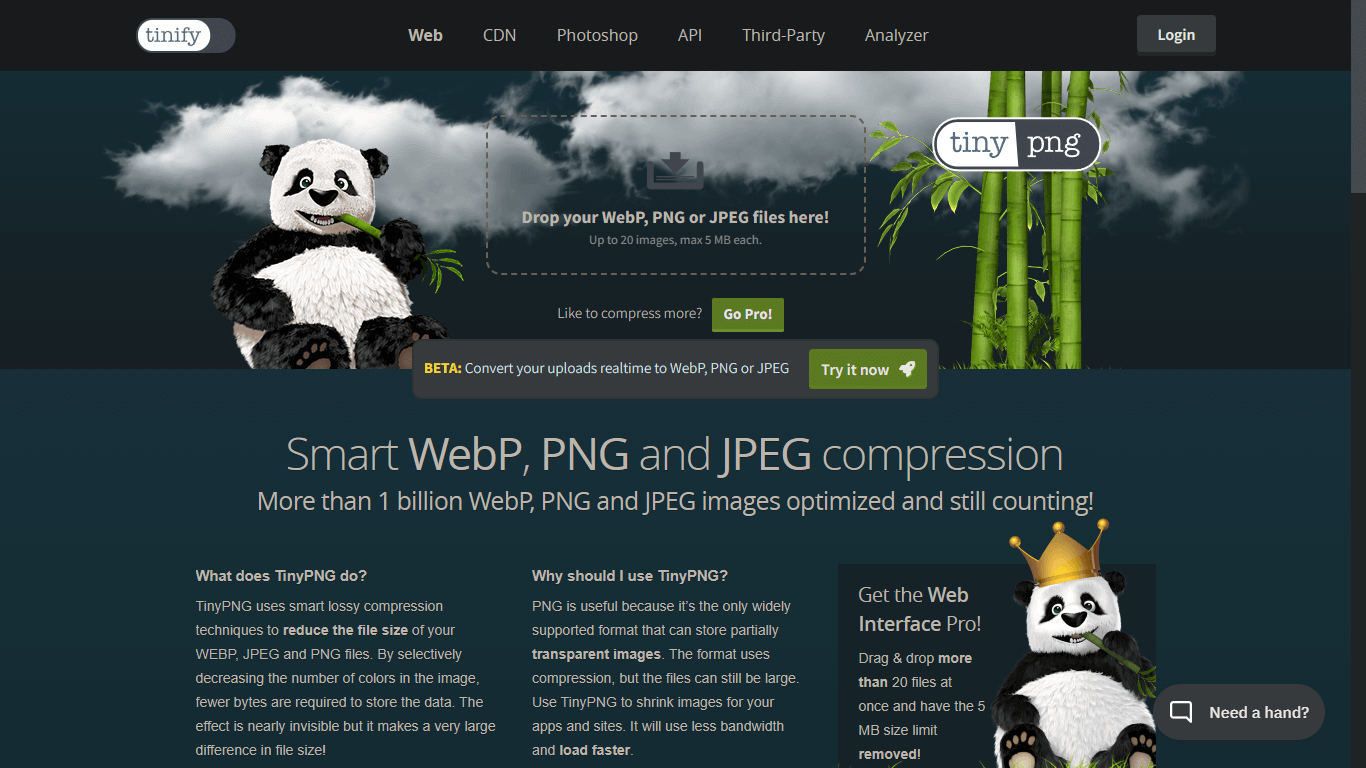 tinify
Web
CDN
Photoshop
API
Third-Party
Analyzer
Login
tiny png
Drop your WebP, PNG or JPEG files here!
Up to 20 images, max 5 MB each.
Like to compress more?
Go Pro!
BETA: Convert your uploads realtime to WebP, PNG or JPEG
Try it now
Smart WebP, PNG and JPEG compression
More than 1 billion WebP, PNG and JPEG images optimized and still counting!
What does TinyPNG do?
TinyPNG uses smart lossy compression
techniques to reduce the file size of your
WEBP, JPEG and PNG files. By selectively
decreasing the number of colors in the image,
fewer bytes are required to store the data. The
effect is nearly invisible but it makes a very large
difference in file size!
Why should I use TinyPNG?
PNG is useful because it's the only widely
supported format that can store partially
transparent images. The format uses
compression, but the files can still be large.
Use TinyPNG to shrink images for your
apps and sites. It will use less bandwidth
and load faster.
Get the Web
Interface Pro!
Drag & drop more
than 20 files at
once and have the 5
MB size limit
removed!
Need a hand?